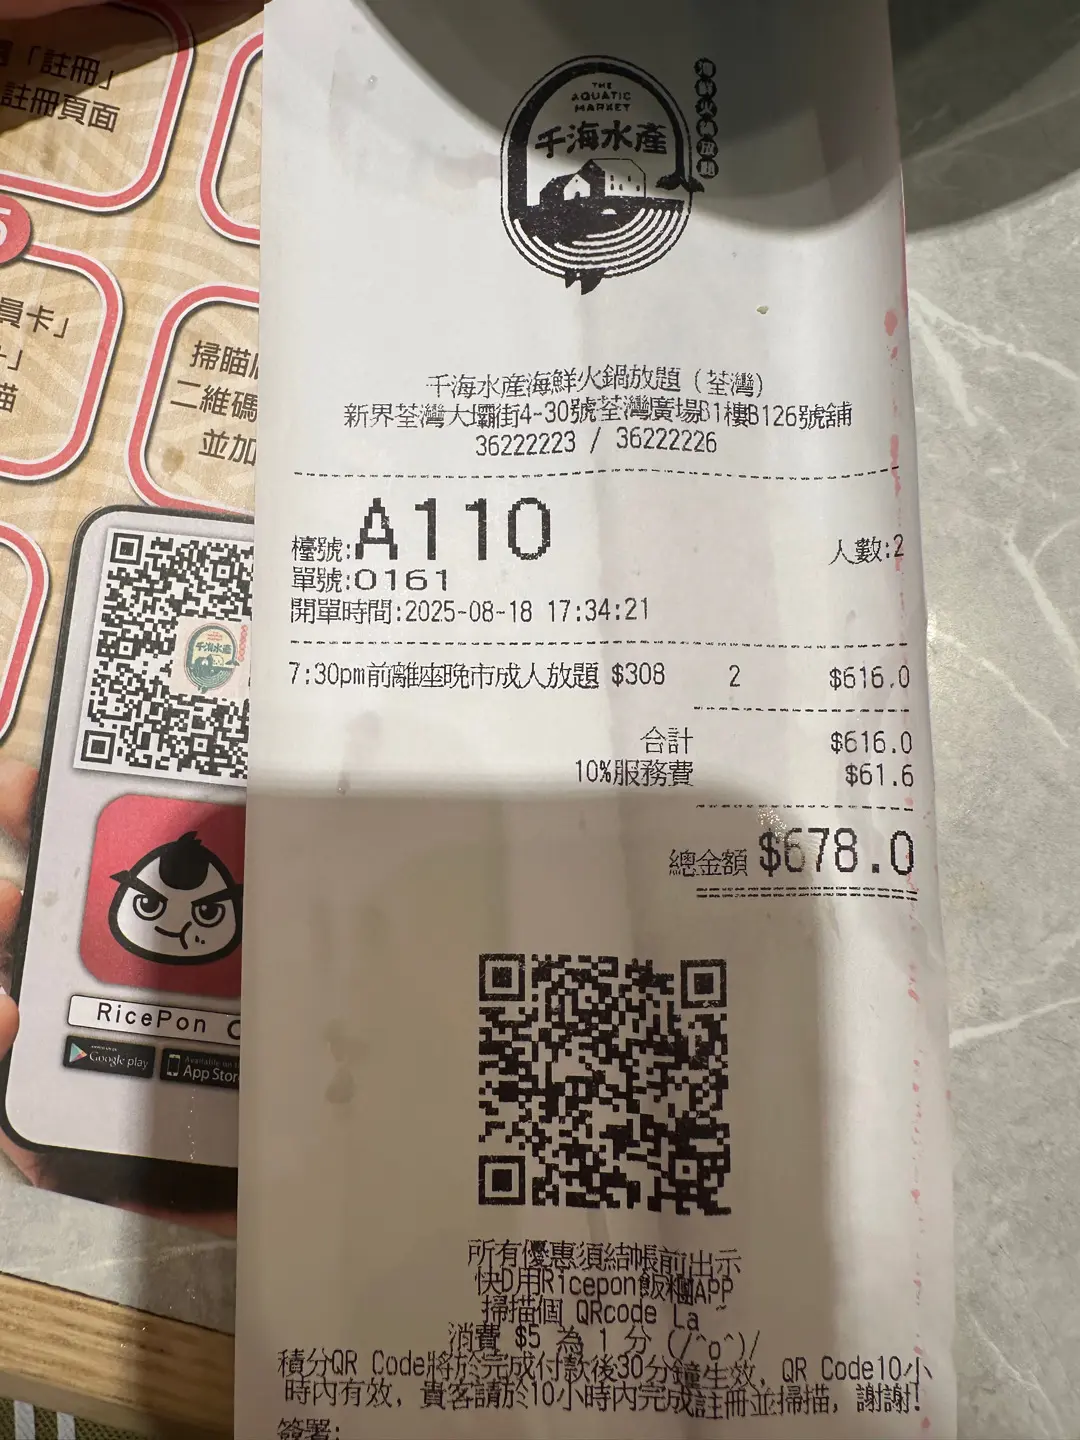 「註冊」
註冊頁面
5
員卡」
掃瞄
二維碼
並加
千海水產
RicePon
Google play
Available on the
App Store
THE
AQUATIC
MARKET
千海水產
海鮮火鍋放題
千海水產海鮮火鍋放題（荃灣）
新界荃灣大壩街4-30號荃灣廣場B1樓B126號舖
36222223 / 36222226
檯號:A110 人數:2
單號:0161
開單時間:2025-08-18 17:34:21
7:30pm前離座晚市成人放題 $308 2 $616.0
合計 $616.0
10%服務費 $61.6
總金額 $678.0
所有優惠須結帳前出示
快D用Ricepon飯糰APP
掃描個 QRcode La~
消費 $5 為 1 分 (/^o^)/
積分QR Code將於完成付款後30分鐘生效, QR Code10小
時內有效, 貴客請於10小時內完成註冊並掃描, 謝謝!
簽署: